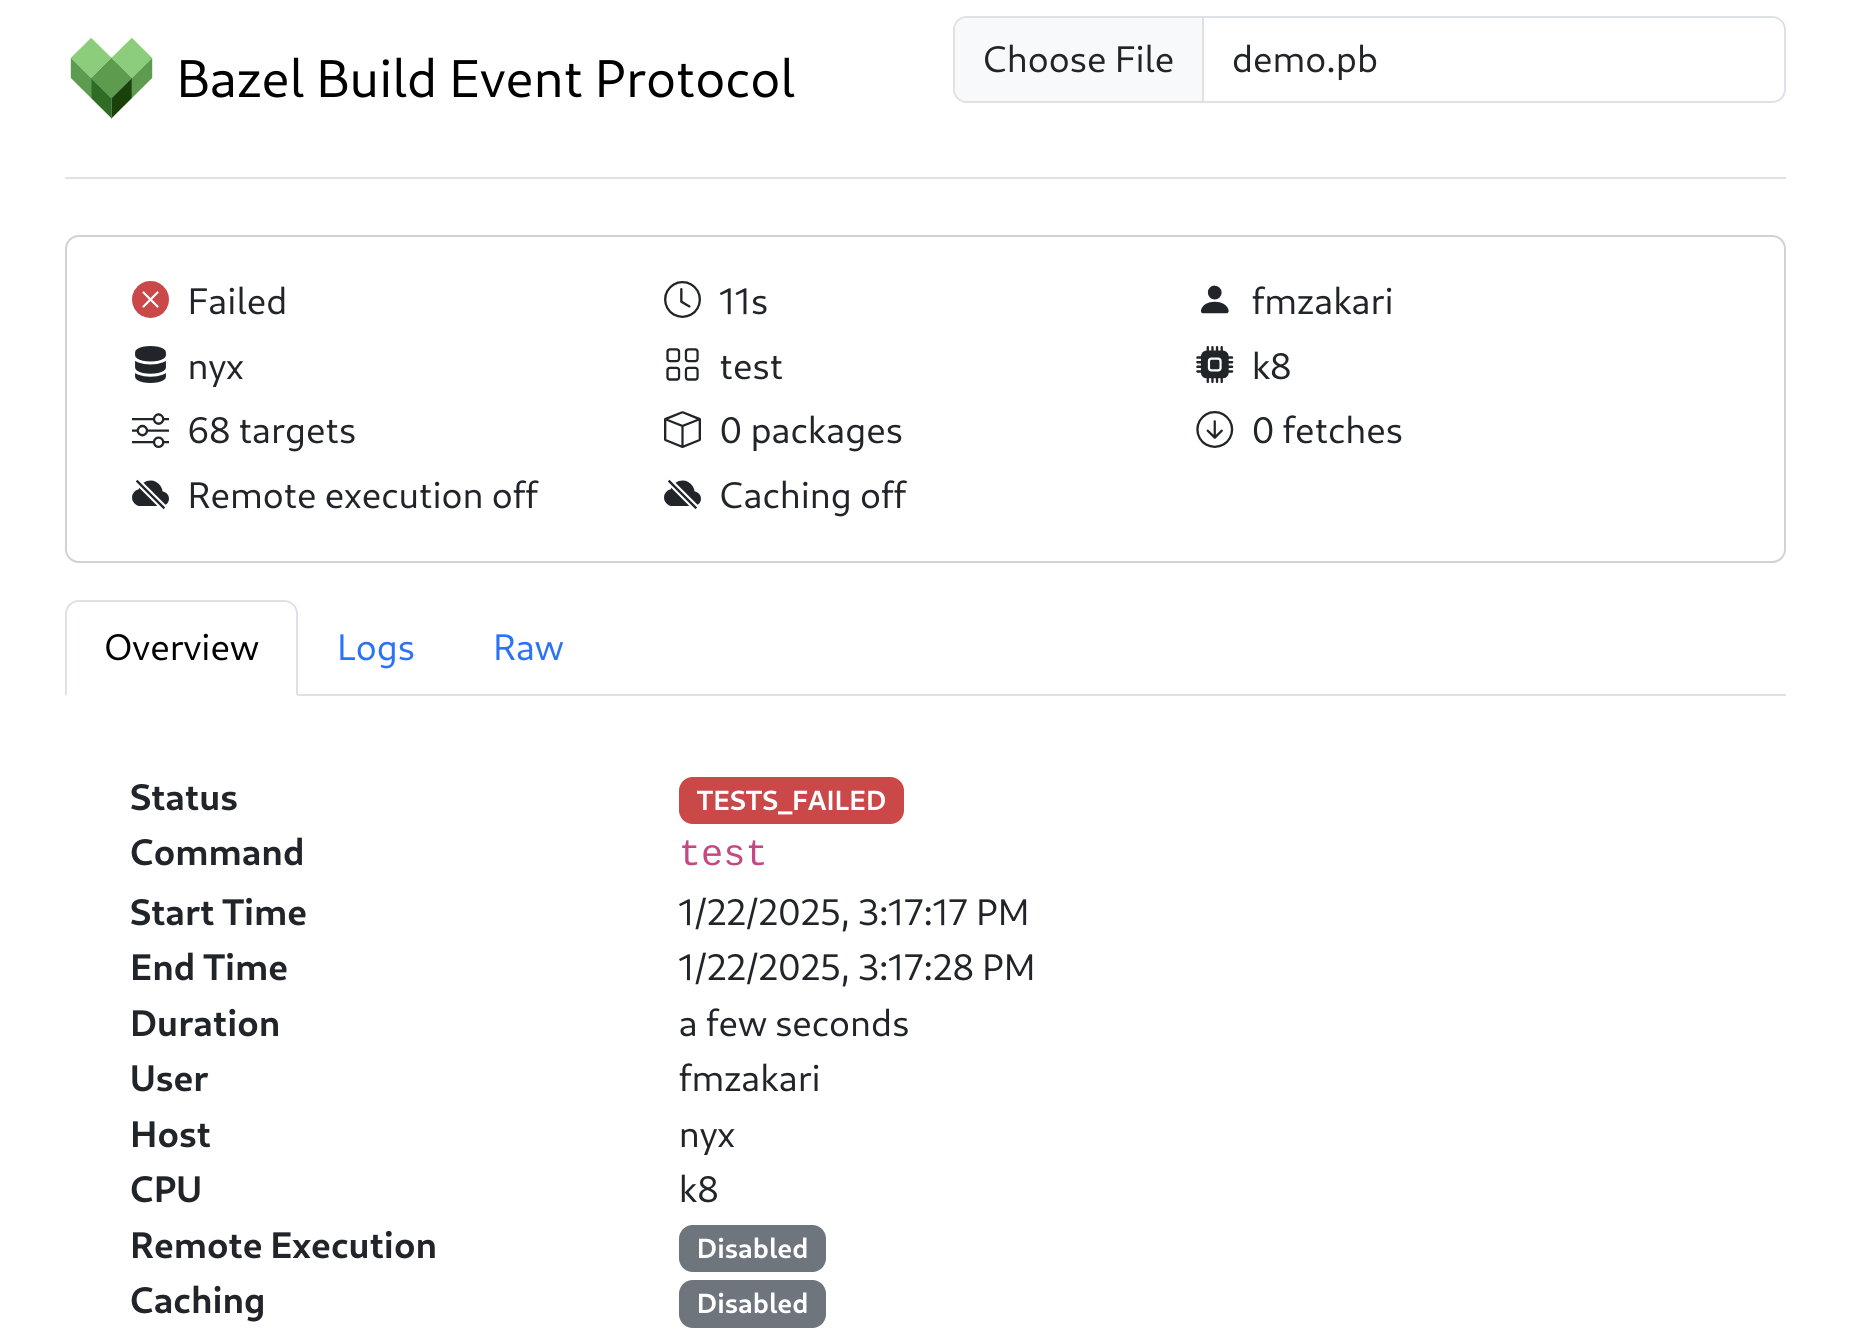 Bazel Build Event Protocol
Choose File demo.pb
Failed 11s fmzakari
nyx test k8
68 targets 0 packages 0 fetches
Remote execution off Caching off
Overview Logs Raw
Status TESTS_FAILED
Command test
Start Time 1/22/2025, 3:17:17 PM
End Time 1/22/2025, 3:17:28 PM
Duration a few seconds
User fmzakari
Host nyx
CPU k8
Remote Execution Disabled
Caching Disabled